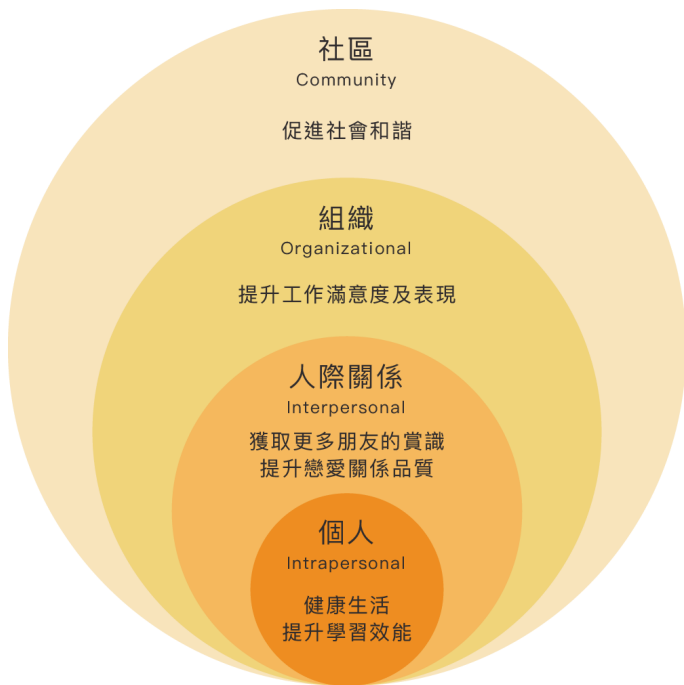 社區
Community
促進社會和諧
組織
Organizational
提升工作滿意度及表現
人際關係
Interpersonal
獲取更多朋友的賞識
提升戀愛關係品質
個人
Intrapersonal
健康生活
提升學習效能